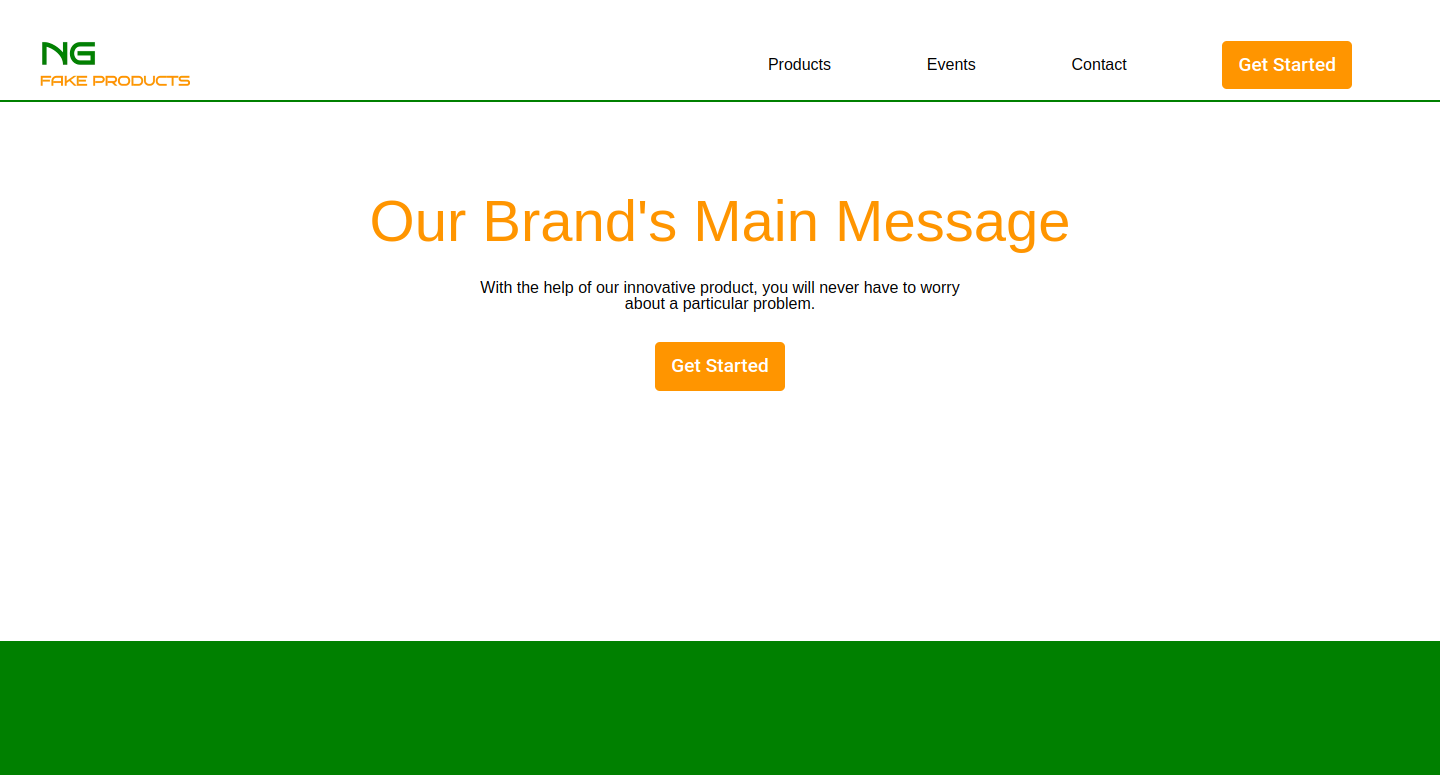 NG
FAKE PRODUCTS
Products
Events
Contact
Get Started
Our Brand's Main Message
With the help of our innovative product, you will never have to worry
about a particular problem.
Get Started